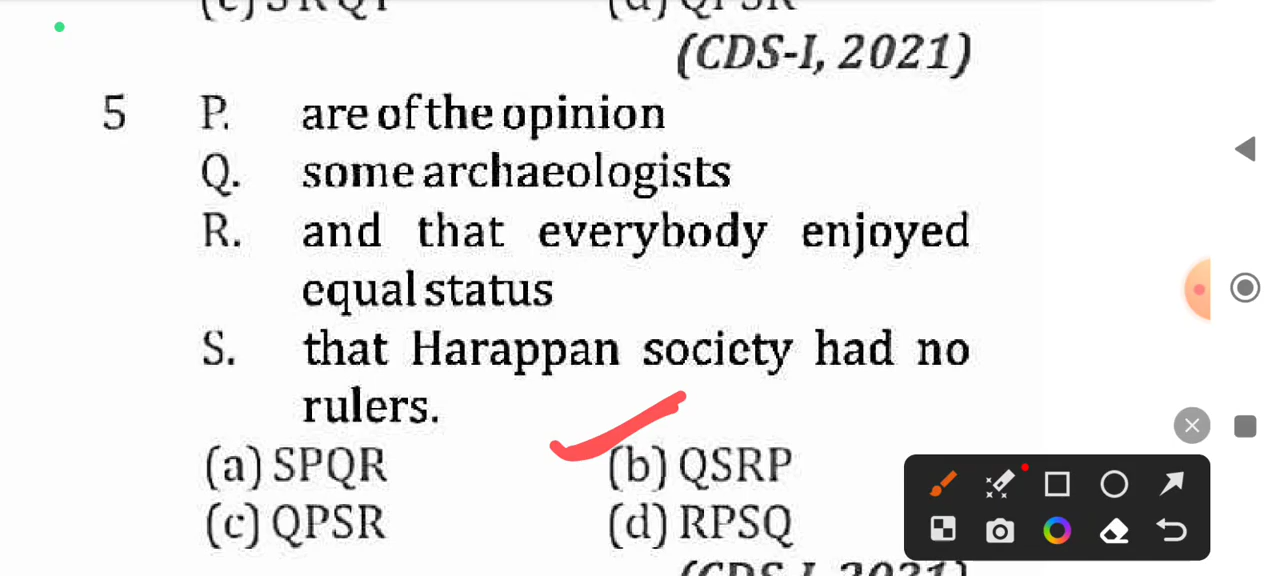 (CDS-I, 2021)
5 P. are of the opinion
Q. some archaeologists
R. and that everybody enjoyed
equal status
S. that Harappan society had no
rulers.
(a) SPQR (b) QSRP
(c) QPSR (d) RPSQ